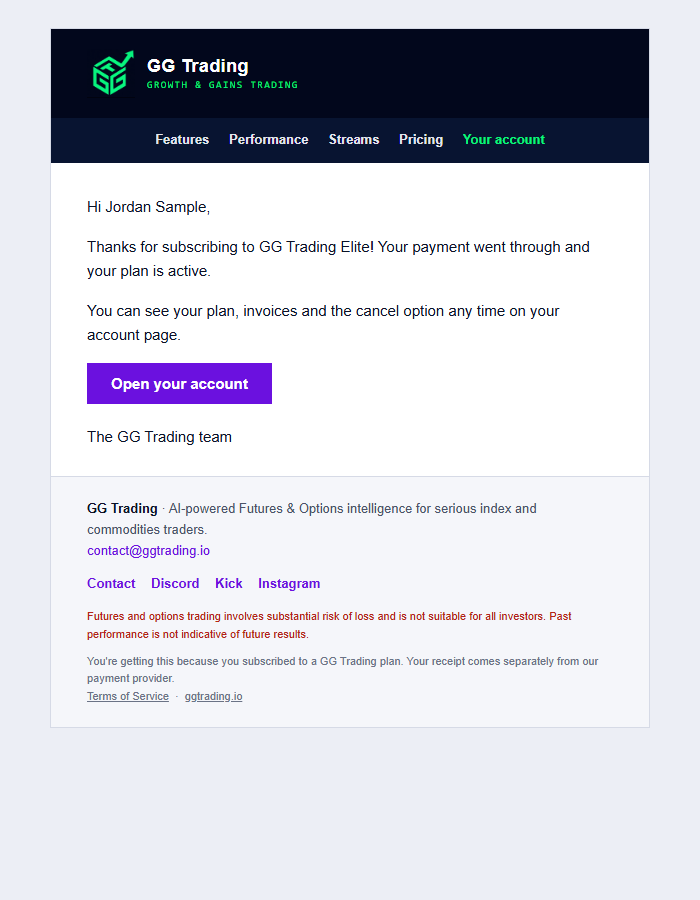 GG Trading
GROWTH & GAINS TRADING
Features Performance Streams Pricing Your account
Hi Jordan Sample,
Thanks for subscribing to GG Trading Elite! Your payment went through and
your plan is active.
You can see your plan, invoices and the cancel option any time on your
account page.
Open your account
The GG Trading team
GG Trading · AI-powered Futures & Options intelligence for serious index and
commodities traders.
contact@ggtrading.io
Contact Discord Kick Instagram
Futures and options trading involves substantial risk of loss and is not suitable for all investors. Past
performance is not indicative of future results.
You're getting this because you subscribed to a GG Trading plan. Your receipt comes separately from our
payment provider.
Terms of Service · ggtrading.io